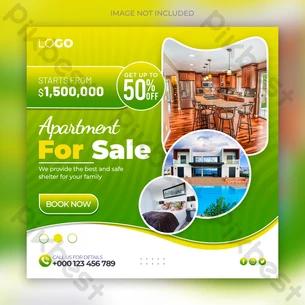 IMAGE NOT INCLUDED
LOGO
STARTS FROM
$1,500,000
GET UP TO
50% OFF
Apartment
For Sale
We provide the best and safe
shelter for your family
BOOK NOW
CALL US FOR DETAILS
+000 123 456 789
pikbest